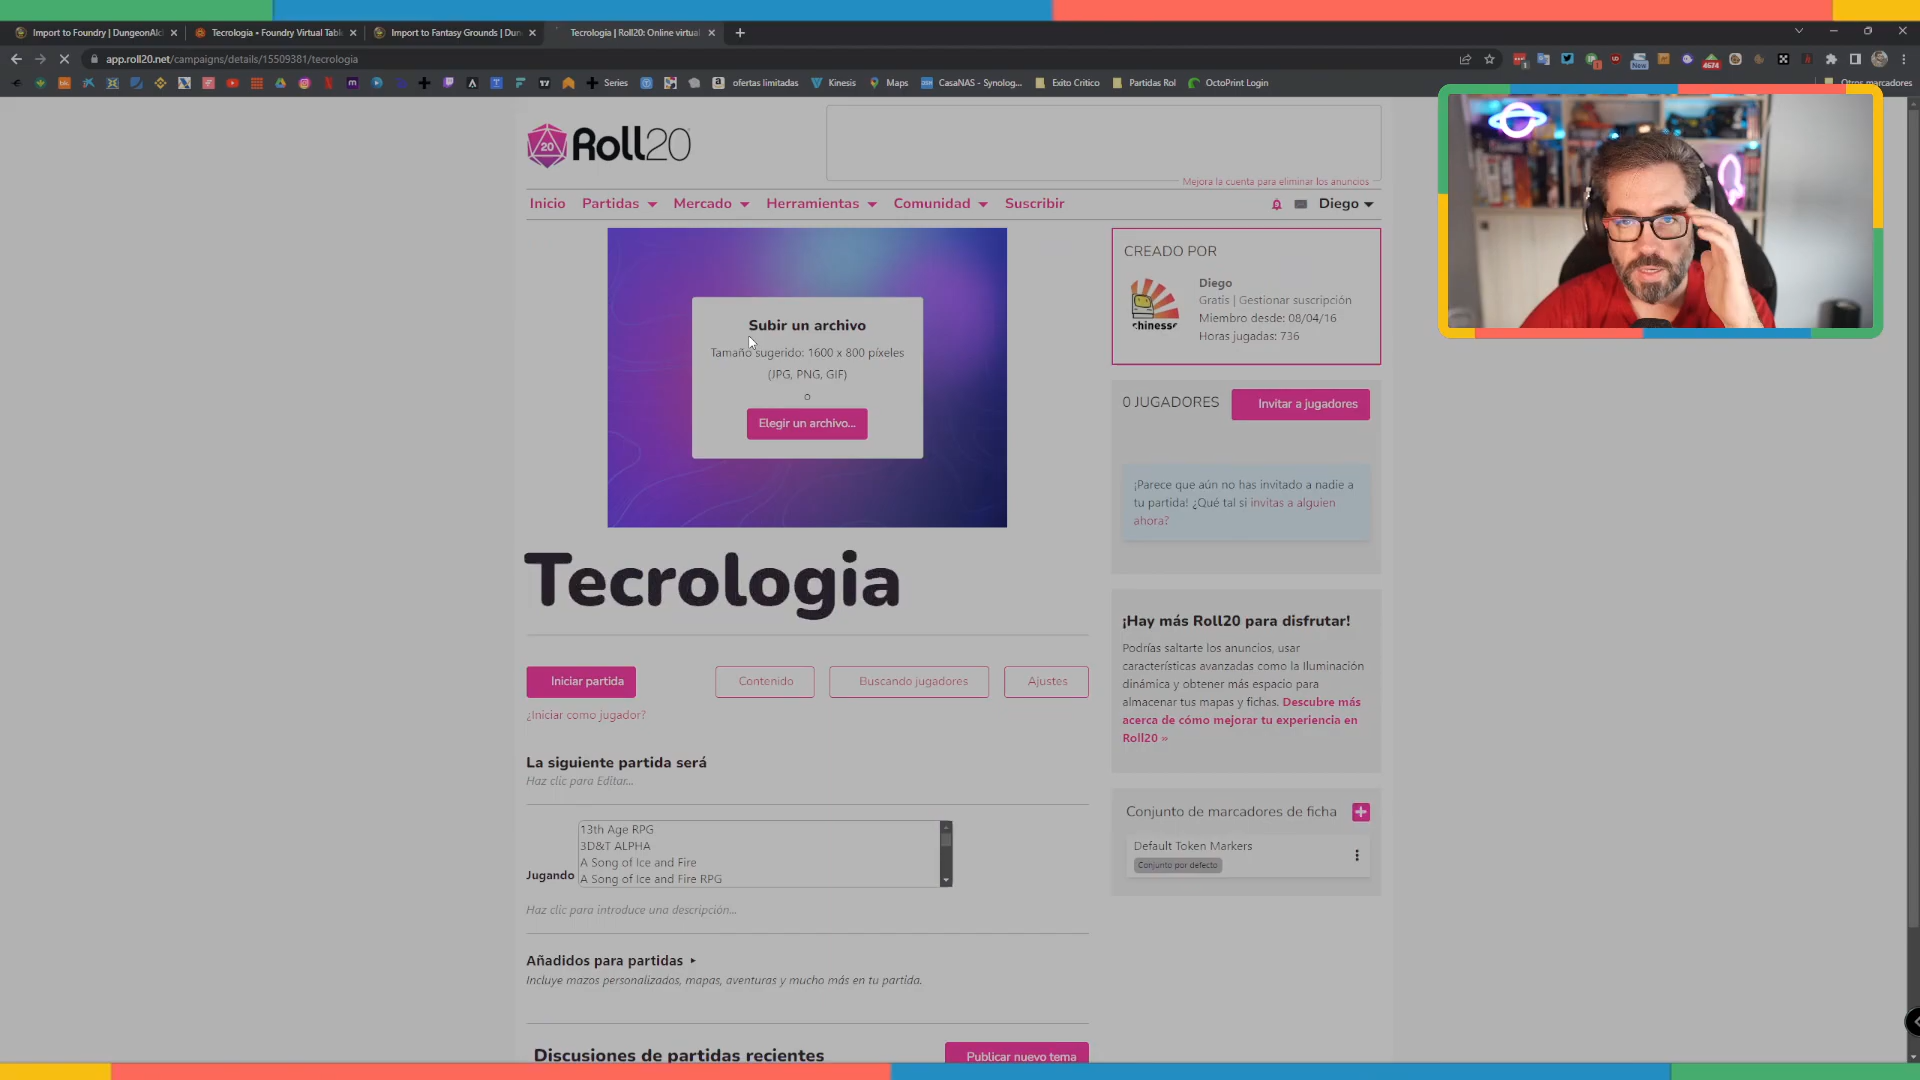 Import to Foundry | DungeonAlc
Tecrologia • Foundry Virtual Table
Import to Fantasy Grounds | Dun
Tecrologia | Roll20: Online virtual
app.roll20.net/campaigns/details/15509381/tecrologia
Series
ofertas limitadas
Kinesis
Maps
CasaNAS - Synolog...
Exito Critico
Partidas Rol
OctoPrint Login
Otros marcadores
20 Roll20
Mejora la cuenta para eliminar los anuncios
Inicio Partidas Mercado Herramientas Comunidad Suscribir Diego
Subir un archivo
Tamaño sugerido: 1600 x 800 píxeles
(JPG, PNG, GIF)
o
Elegir un archivo...
CREADO POR
Diego
Gratis | Gestionar suscripción
Miembro desde: 08/04/16
Horas jugadas: 736
chinesse
0 JUGADORES
Invitar a jugadores
¡Parece que aún no has invitado a nadie a
tu partida! ¿Qué tal si invitas a alguien
ahora?
Tecrologia
Iniciar partida
Contenido
Buscando jugadores
Ajustes
¿Iniciar como jugador?
¡Hay más Roll20 para disfrutar!
Podrías saltarte los anuncios, usar
características avanzadas como la Iluminación
dinámica y obtener más espacio para
almacenar tus mapas y fichas. Descubre más
acerca de cómo mejorar tu experiencia en
Roll20 »
La siguiente partida será
Haz clic para Editar...
Jugando
13th Age RPG
3D&T ALPHA
A Song of Ice and Fire
A Song of Ice and Fire RPG
Haz clic para introduce una descripción...
Conjunto de marcadores de ficha
Default Token Markers
Conjunto por defecto
Añadidos para partidas
Incluye mazos personalizados, mapas, aventuras y mucho más en tu partida.
Discusiones de partidas recientes
Publicar nuevo tema